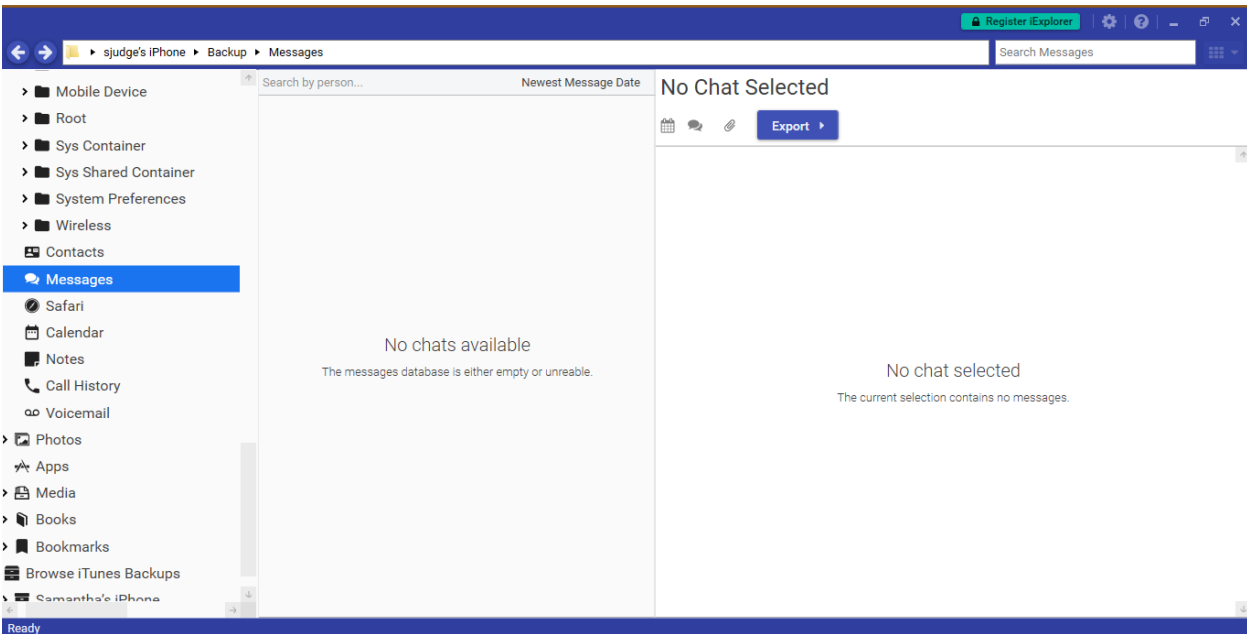 Register iExplorer
sjudge's iPhone Backup Messages
Search Messages
Mobile Device
Root
Sys Container
Sys Shared Container
System Preferences
Wireless
Contacts
Messages
Safari
Calendar
Notes
Call History
Voicemail
Photos
Apps
Media
Books
Bookmarks
Browse iTunes Backups
Samantha's iPhone
Search by person...
Newest Message Date
No chats available
The messages database is either empty or unreable.
No Chat Selected
Export
No chat selected
The current selection contains no messages.
Ready